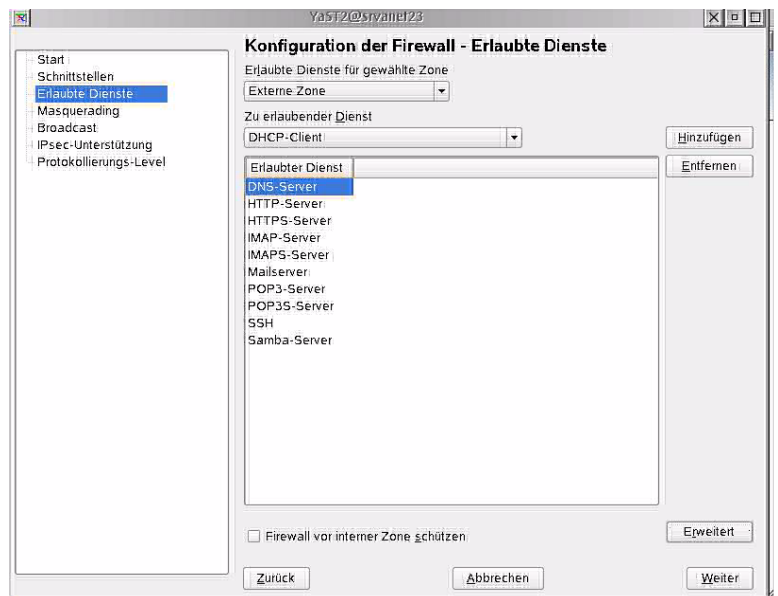 YaST2@srvanet23
Start
Schnittstellen
Erlaubte Dienste
Masquerading
Broadcast
IPsec-Unterstützung
Protokollierungs-Level
Konfiguration der Firewall - Erlaubte Dienste
Erlaubte Dienste für gewählte Zone
Externe Zone
Zu erlaubender Dienst
DHCP-Client
Hinzufügen
Erlaubter Dienst
Entfernen
DNS-Server
HTTP-Server
HTTPS-Server
IMAP-Server
IMAPS-Server
Mailserver
POP3-Server
POP3S-Server
SSH
Samba-Server
Firewall vor interner Zone schützen
Erweitert
Zurück
Abbrechen
Weiter